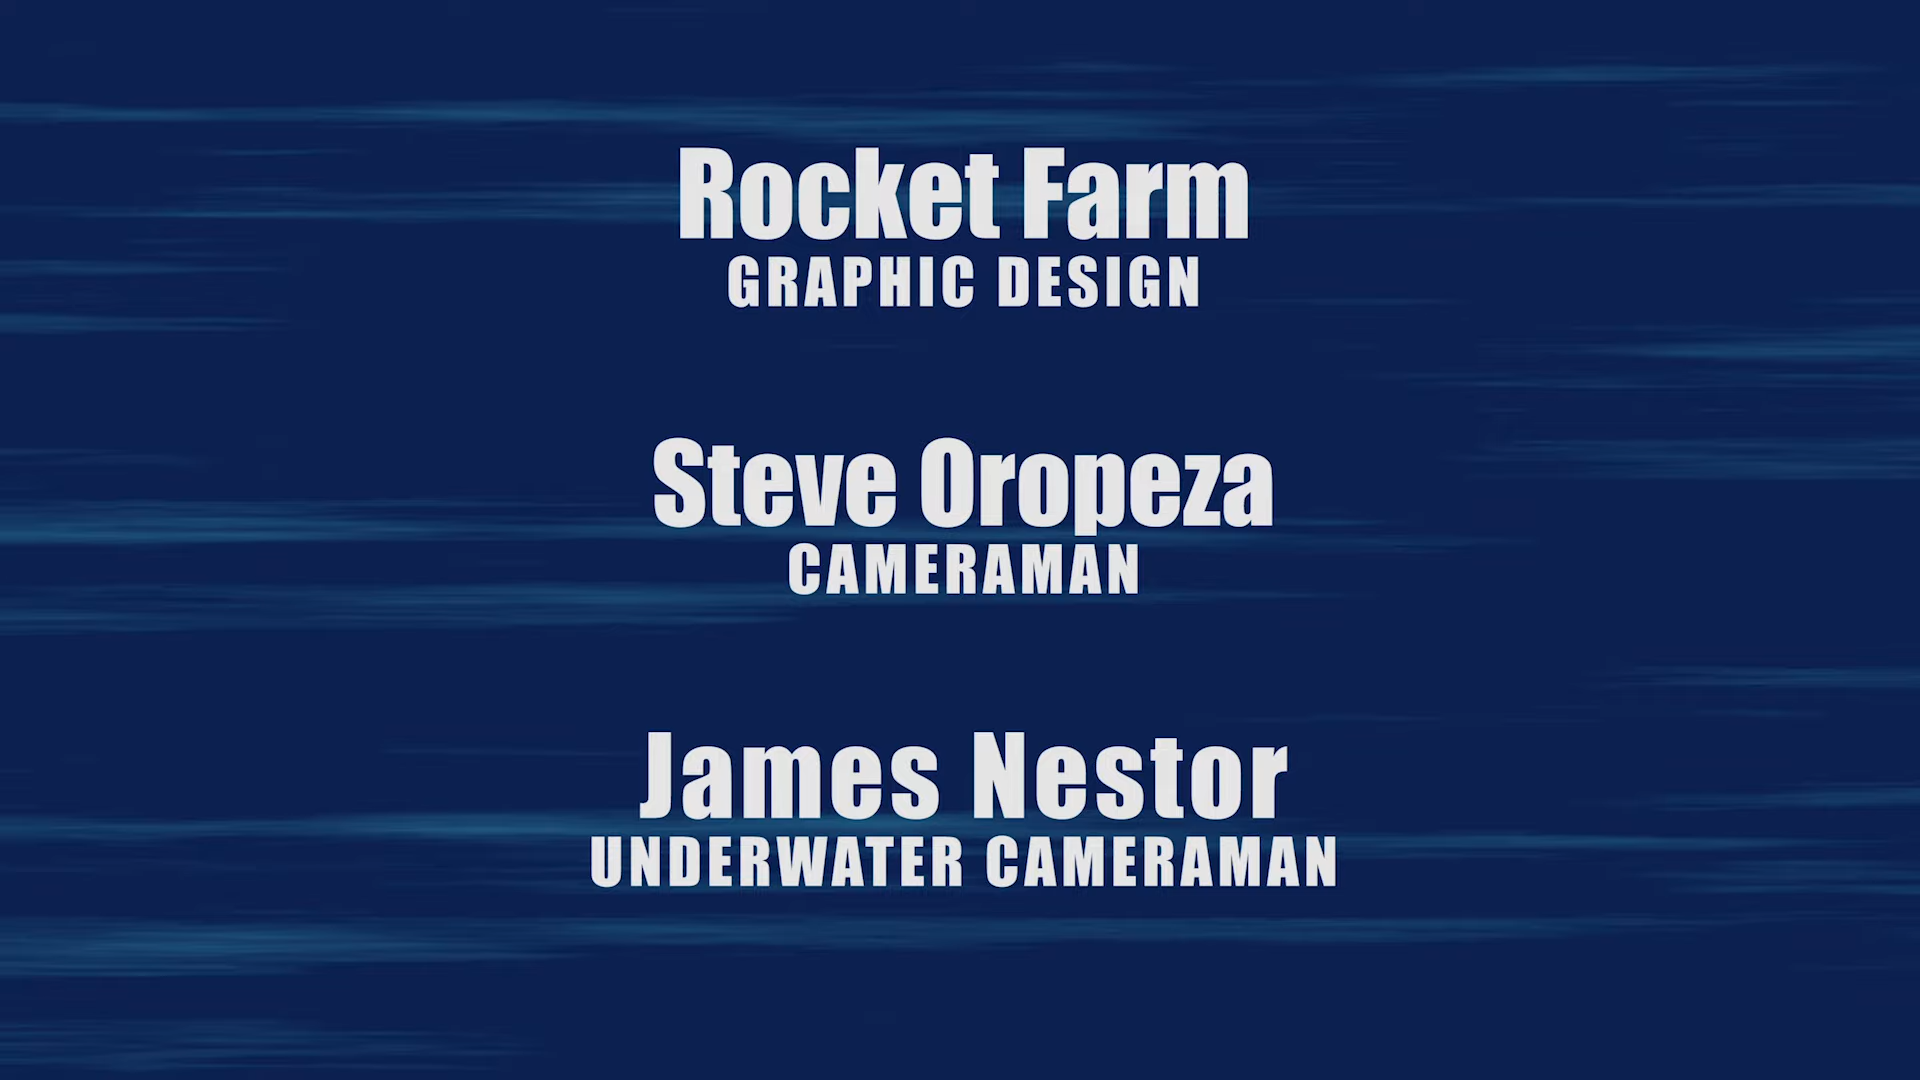 Rocket Farm
GRAPHIC DESIGN
Steve Oropeza
CAMERAMAN
James Nestor
UNDERWATER CAMERAMAN